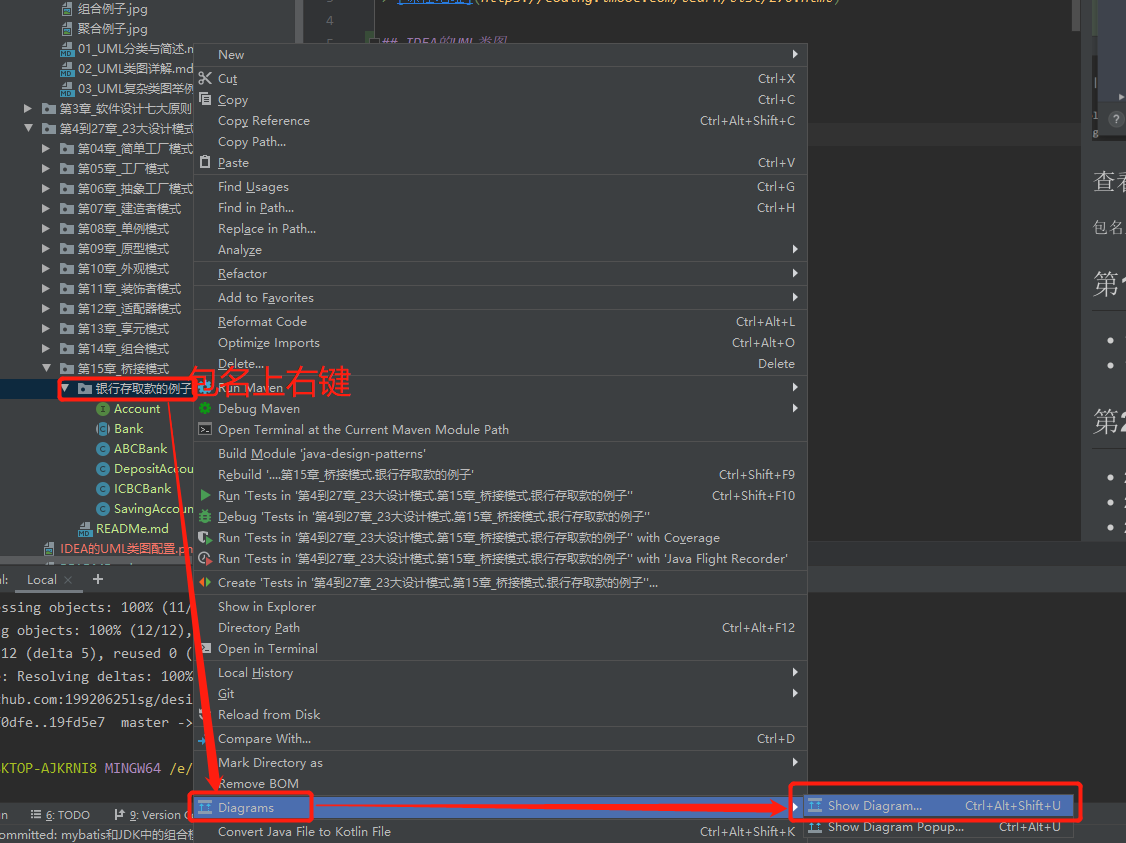 组合例子.jpg
聚合例子.jpg
01_UML分类与简述.m
02_UML类图详解.md
03_UML复杂类图举例
第3章_软件设计七大原则
第4到27章_23大设计模式
第04章_简单工厂模式
第05章_工厂模式
第06章_抽象工厂模式
第07章_建造者模式
第08章_单例模式
第09章_原型模式
第10章_外观模式
第11章_装饰者模式
第12章_适配器模式
第13章_享元模式
第14章_组合模式
第15章_桥接模式
银行存取款的例子
Account
Bank
ABCBank
DepositAccou
ICBCBank
SavingAccoun
READMe.md
IDEA的UML类图配置.pn
4
## IDEA的UML类图
New
Cut Ctrl+X
Copy Ctrl+C
Copy Reference Ctrl+Alt+Shift+C
Copy Path...
Paste Ctrl+V
Find Usages Ctrl+G
Find in Path... Ctrl+H
Replace in Path...
Analyze
Refactor
Add to Favorites
Reformat Code Ctrl+Alt+L
Optimize Imports Ctrl+Alt+O
Delete... Delete
包名上右键
Run Maven
Debug Maven
Open Terminal at the Current Maven Module Path
Build Module 'java-design-patterns'
Rebuild '....第15章_桥接模式.银行存取款的例子' Ctrl+Shift+F9
Run 'Tests in '第4到27章_23大设计模式.第15章_桥接模式.银行存取款的例子'' Ctrl+Shift+F10
Debug 'Tests in '第4到27章_23大设计模式.第15章_桥接模式.银行存取款的例子''
Run 'Tests in '第4到27章_23大设计模式.第15章_桥接模式.银行存取款的例子'' with Coverage
Run 'Tests in '第4到27章_23大设计模式.第15章_桥接模式.银行存取款的例子'' with 'Java Flight Recorder'
Create 'Tests in '第4到27章_23大设计模式.第15章_桥接模式.银行存取款的例子''...
Show in Explorer
Directory Path Ctrl+Alt+F12
Open in Terminal
Local History
Git
Reload from Disk
Compare With... Ctrl+D
Mark Directory as
Remove BOM
Diagrams
Convert Java File to Kotlin File Ctrl+Alt+Shift+K
Show Diagram... Ctrl+Alt+Shift+U
Show Diagram Popup... Ctrl+Alt+U
al: Local × +
essing objects: 100% (11/
ng objects: 100% (12/12),
12 (delta 5), reused 0 (
: Resolving deltas: 100%
thub.com:19920625lsg/desi
f0dfe..19fd5e7 master ->
KTOP-AJKRNI8 MINGW64 /e/
6: TODO 9: Version C
ommitted: mybatis和JDK中的组合模
查看
包名
第1
第2